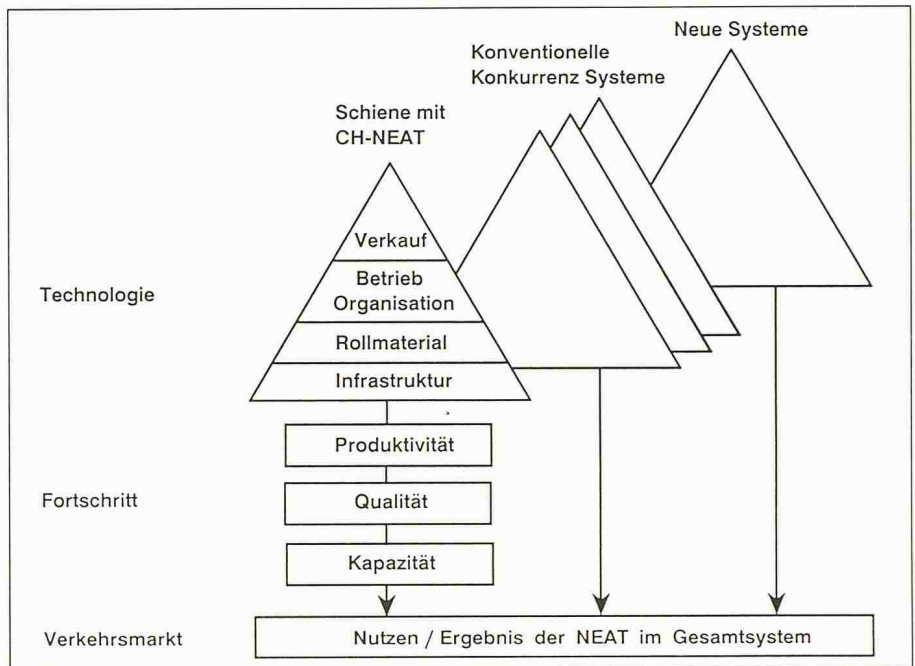 Neue Systeme
Konventionelle
Konkurrenz Systeme
Schiene mit
CH-NEAT
Verkauf
Betrieb
Organisation
Technologie
Rollmaterial
Infrastruktur
Produktivität
Fortschritt
Qualität
Kapazität
Verkehrsmarkt
Nutzen / Ergebnis der NEAT im Gesamtsystem